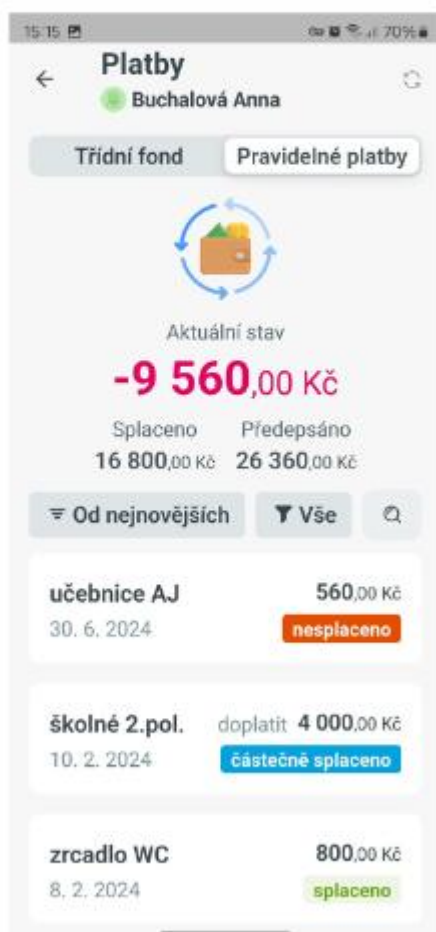 15:15 70%
Platby
Buchalová Anna
Třídní fond Pravidelné platby
Aktuální stav
-9 560,00 Kč
Splaceno Předepsáno
16 800,00 Kč 26 360,00 Kč
Od nejnovějších Vše
učebnice AJ 560,00 Kč
30. 6. 2024 nesplaceno
školné 2.pol. doplatit 4 000,00 Kč
10. 2. 2024 částečně splaceno
zrcadlo WC 800,00 Kč
8. 2. 2024 splaceno